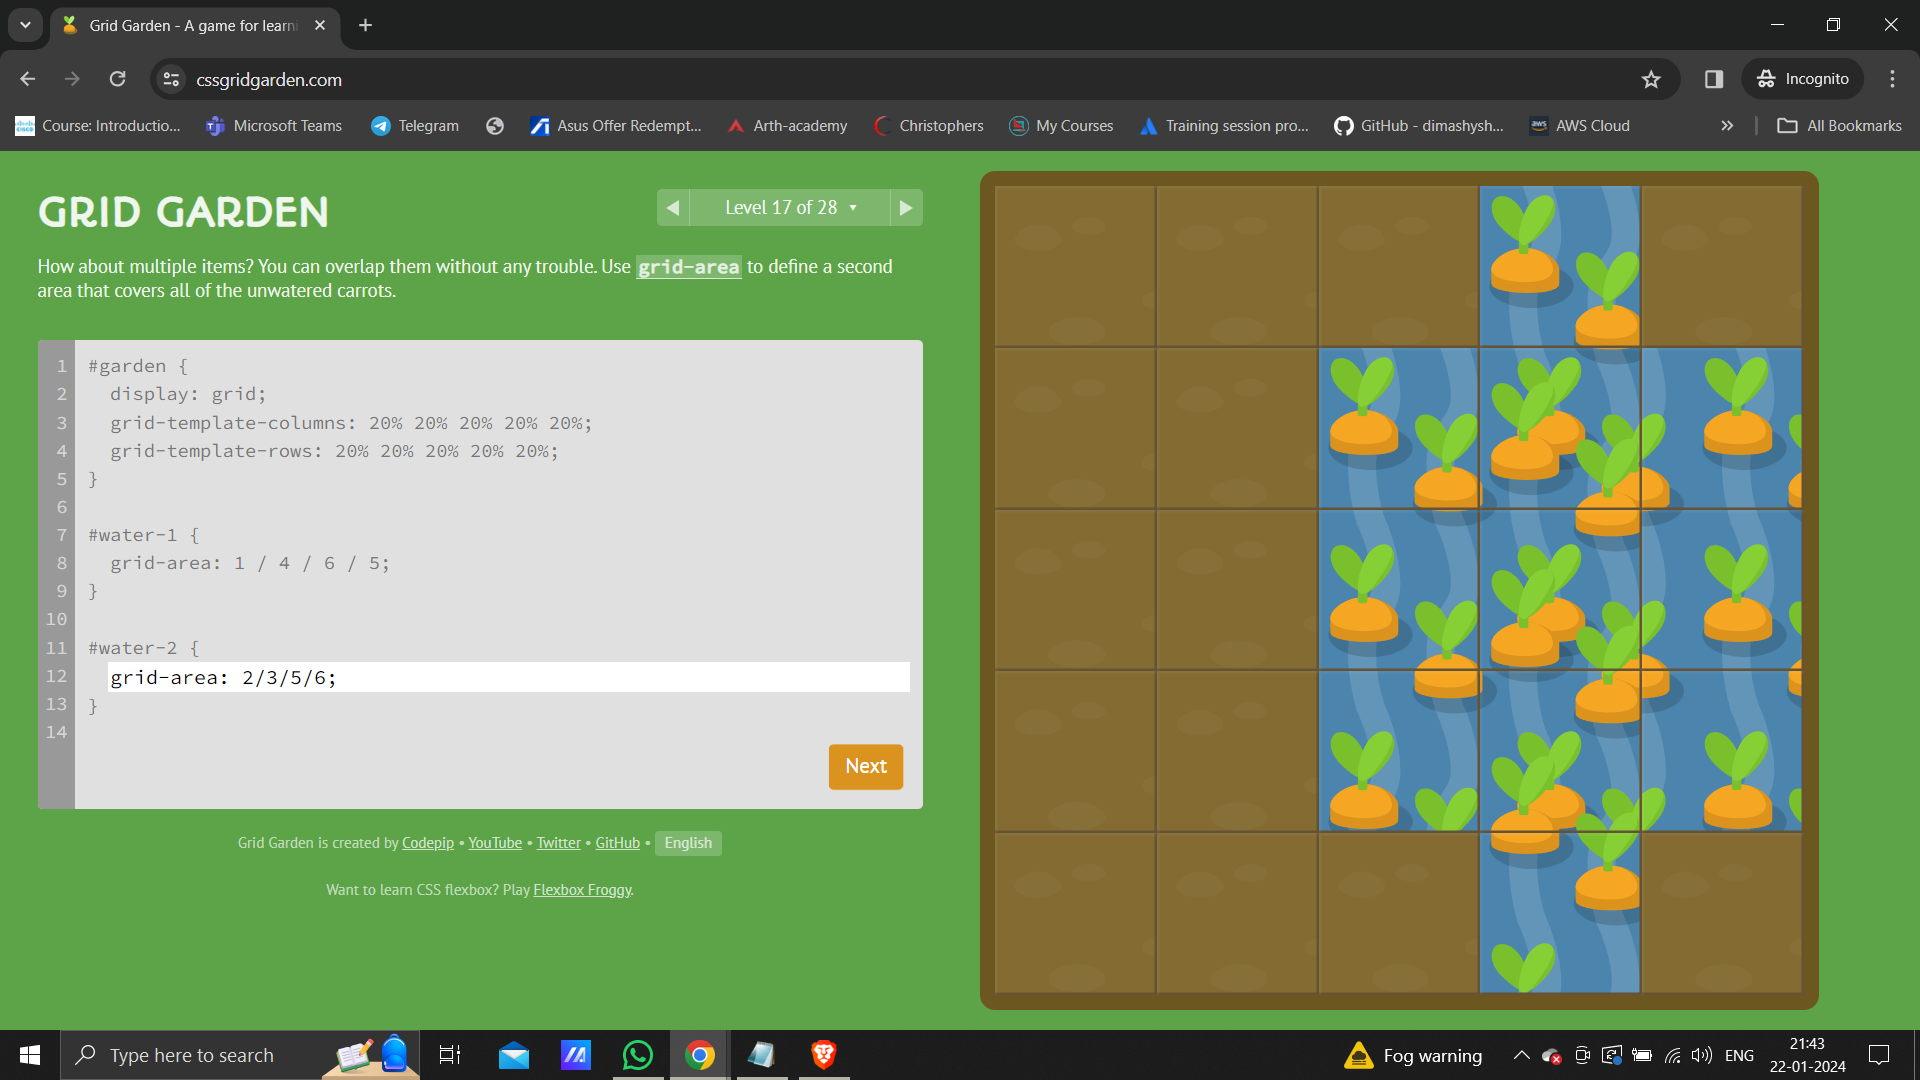 Grid Garden - A game for learni
cssgridgarden.com
Incognito
Course: Introductio...
Microsoft Teams
Telegram
Asus Offer Redempt...
Arth-academy
Christophers
My Courses
Training session pro...
GitHub - dimashysh...
AWS Cloud
All Bookmarks
GRID GARDEN
Level 17 of 28
How about multiple items? You can overlap them without any trouble. Use grid-area to define a second
area that covers all of the unwatered carrots.
1 #garden {
2 display: grid;
3 grid-template-columns: 20% 20% 20% 20% 20%;
4 grid-template-rows: 20% 20% 20% 20% 20%;
5 }
6
7 #water-1 {
8 grid-area: 1 / 4 / 6 / 5;
9 }
10
11 #water-2 {
12 grid-area: 2/3/5/6;
13 }
14
Next
Grid Garden is created by Codepip • YouTube • Twitter • GitHub • English
Want to learn CSS flexbox? Play Flexbox Froggy.
Type here to search
Fog warning
ENG
21:43
22-01-2024